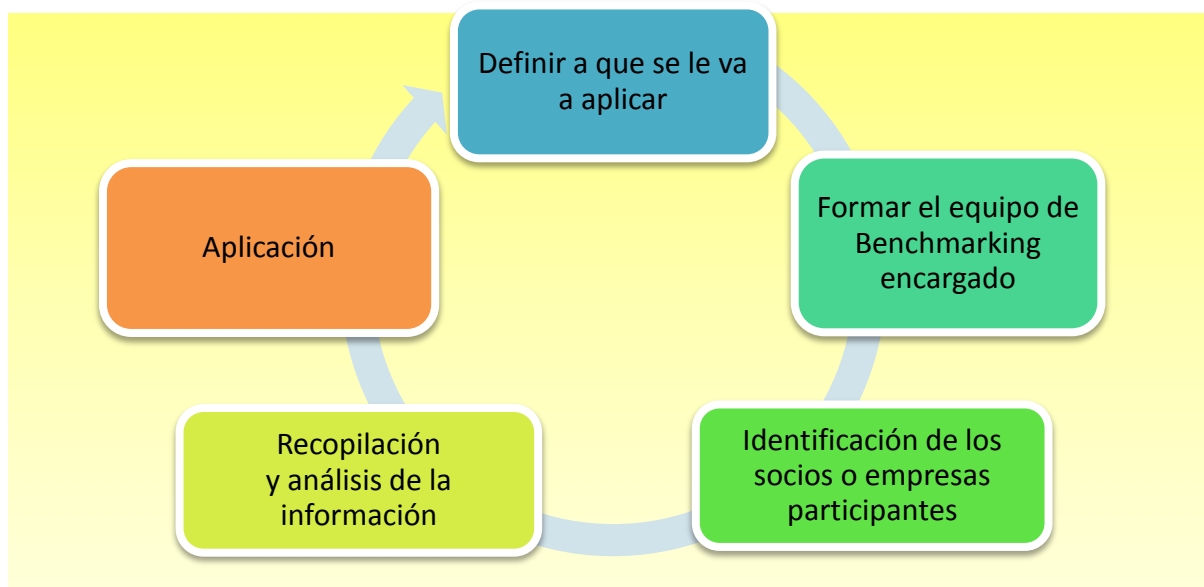 Definir a que se le va
a aplicar
Formar el equipo de
Benchmarking
encargado
Identificación de los
socios o empresas
participantes
Recopilación
y análisis de la
información
Aplicación